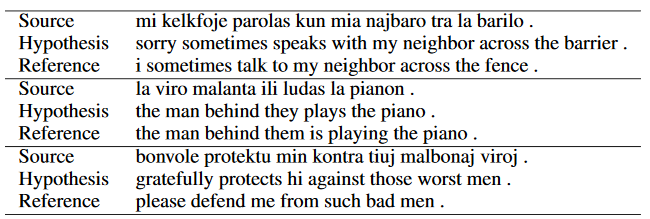 Source mi kelkfoje parolas kun mia najbaro tra la barilo .
Hypothesis sorry sometimes speaks with my neighbor across the barrier .
Reference i sometimes talk to my neighbor across the fence .
Source la viro malanta ili ludas la pianon .
Hypothesis the man behind they plays the piano .
Reference the man behind them is playing the piano .
Source bonvole protektu min kontra tiuj malbonaj viroj .
Hypothesis gratefully protects hi against those worst men .
Reference please defend me from such bad men .